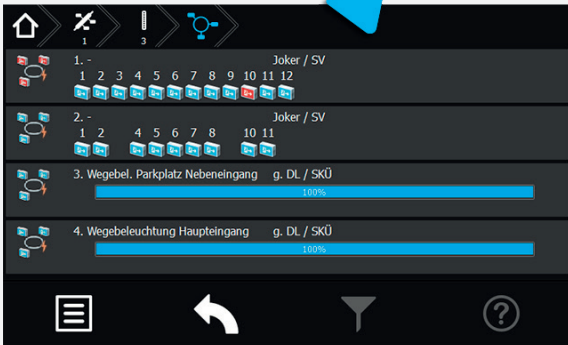 1 3
1. - Joker / SV
1 2 3 4 5 6 7 8 9 10 11 12
2. - Joker / SV
1 2 4 5 6 7 8 10 11
3. Wegebel. Parkplatz Nebeneingang g. DL / SKÜ
100%
4. Wegebeleuchtung Haupteingang g. DL / SKÜ
100%
?